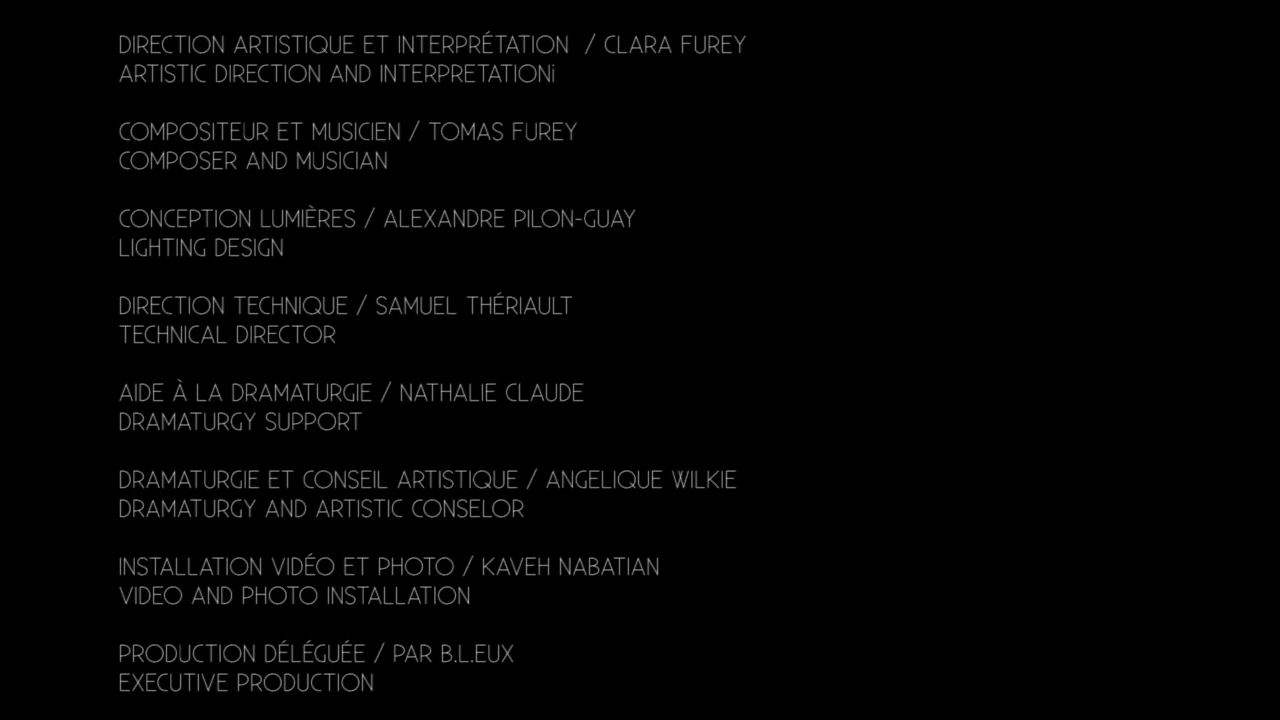 DIRECTION ARTISTIQUE ET INTERPRÉTATION / CLARA FUREY
ARTISTIC DIRECTION AND INTERPRETATIONi
COMPOSITEUR ET MUSICIEN / TOMAS FUREY
COMPOSER AND MUSICIAN
CONCEPTION LUMIÈRES / ALEXANDRE PILON-GUAY
LIGHTING DESIGN
DIRECTION TECHNIQUE / SAMUEL THÉRIAULT
TECHNICAL DIRECTOR
AIDE À LA DRAMATURGIE / NATHALIE CLAUDE
DRAMATURGY SUPPORT
DRAMATURGIE ET CONSEIL ARTISTIQUE / ANGELIQUE WILKIE
DRAMATURGY AND ARTISTIC CONSELOR
INSTALLATION VIDÉO ET PHOTO / KAVEH NABATIAN
VIDEO AND PHOTO INSTALLATION
PRODUCTION DÉLÉGUÉE / PAR B.L.EUX
EXECUTIVE PRODUCTION